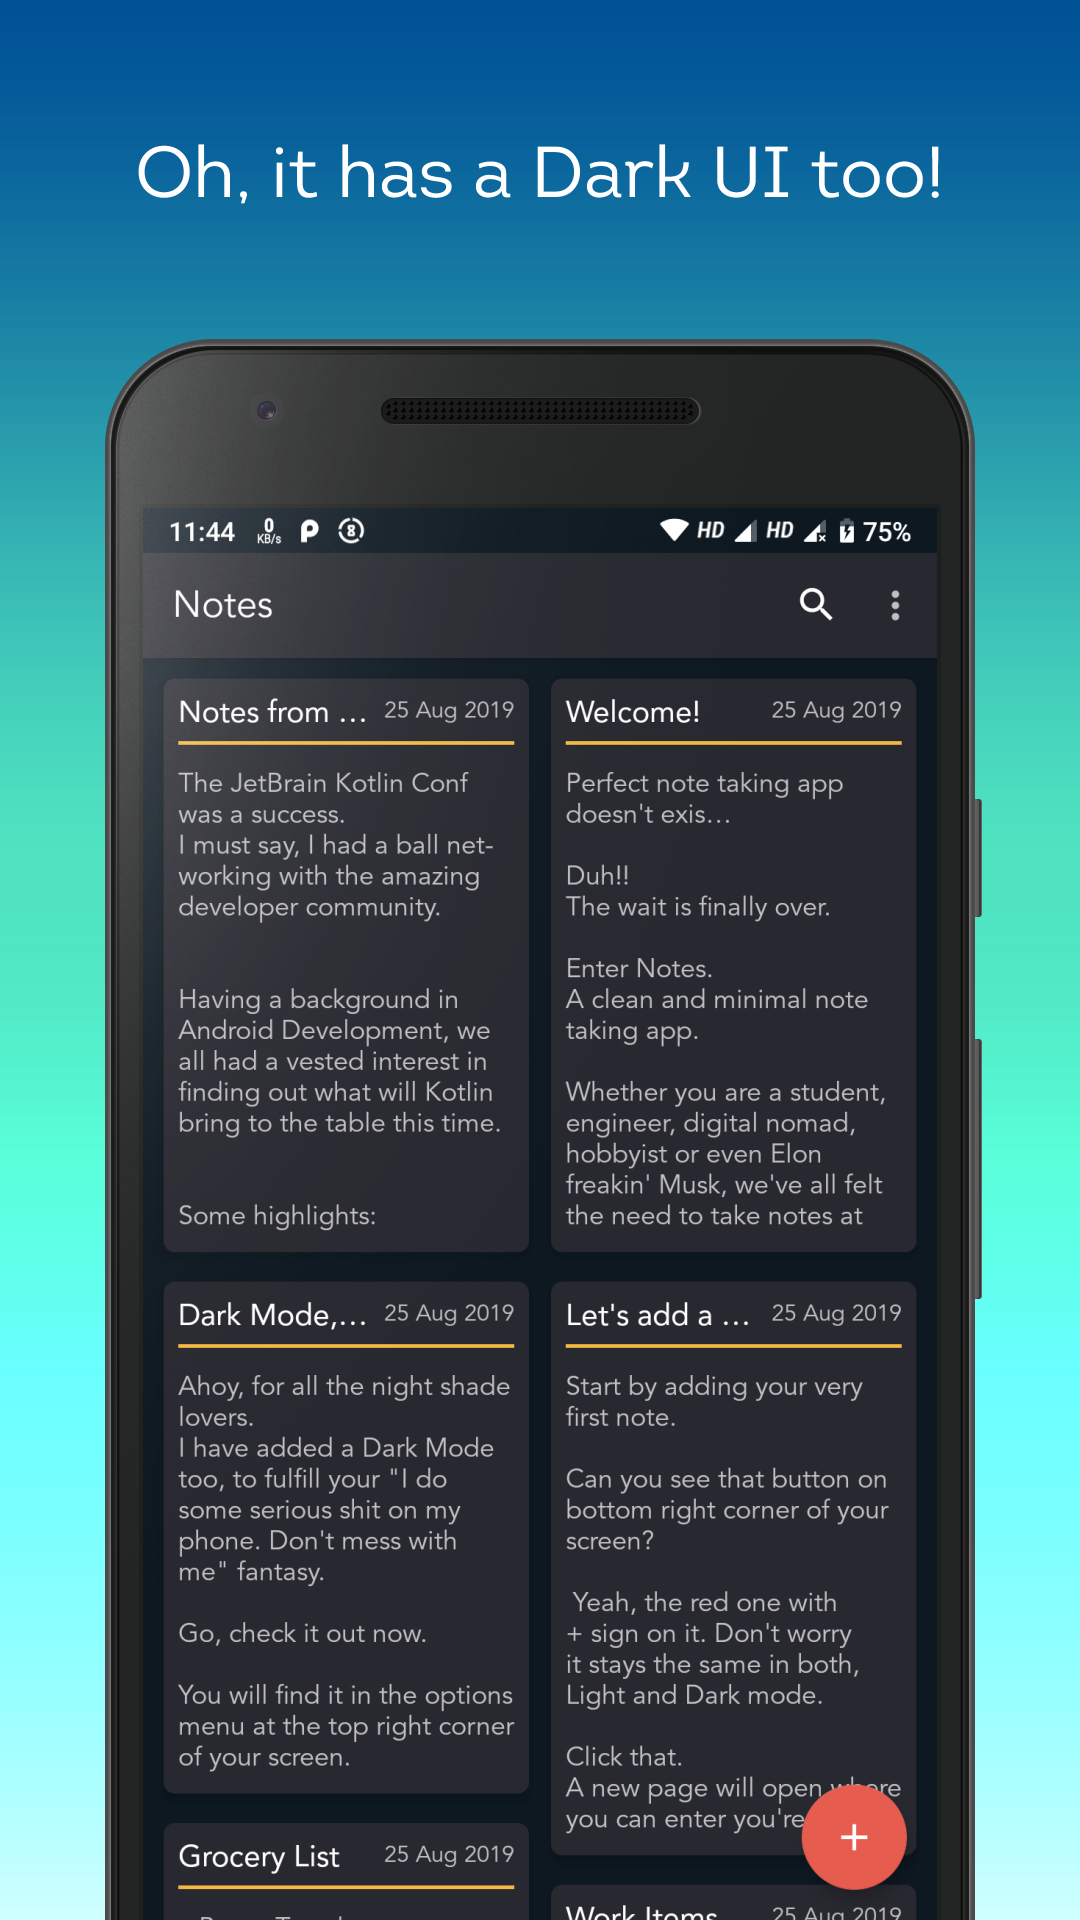 Oh, it has a Dark UI too!
11:44 0 KB/s 8 HD HD 75%
Notes
Notes from ... 25 Aug 2019
The JetBrain Kotlin Conf
was a success.
I must say, I had a ball net-
working with the amazing
developer community.
Having a background in
Android Development, we
all had a vested interest in
finding out what will Kotlin
bring to the table this time.
Some highlights:
Welcome! 25 Aug 2019
Perfect note taking app
doesn't exis...
Duh!!
The wait is finally over.
Enter Notes.
A clean and minimal note
taking app.
Whether you are a student,
engineer, digital nomad,
hobbyist or even Elon
freakin' Musk, we've all felt
the need to take notes at
Dark Mode,... 25 Aug 2019
Ahoy, for all the night shade
lovers.
I have added a Dark Mode
too, to fulfill your "I do
some serious shit on my
phone. Don't mess with
me" fantasy.
Go, check it out now.
You will find it in the options
menu at the top right corner
of your screen.
Let's add a ... 25 Aug 2019
Start by adding your very
first note.
Can you see that button on
bottom right corner of your
screen?
Yeah, the red one with
+ sign on it. Don't worry
it stays the same in both,
Light and Dark mode.
Click that.
A new page will open where
you can enter you're
+
Grocery List 25 Aug 2019
Work Items 25 Aug 2019